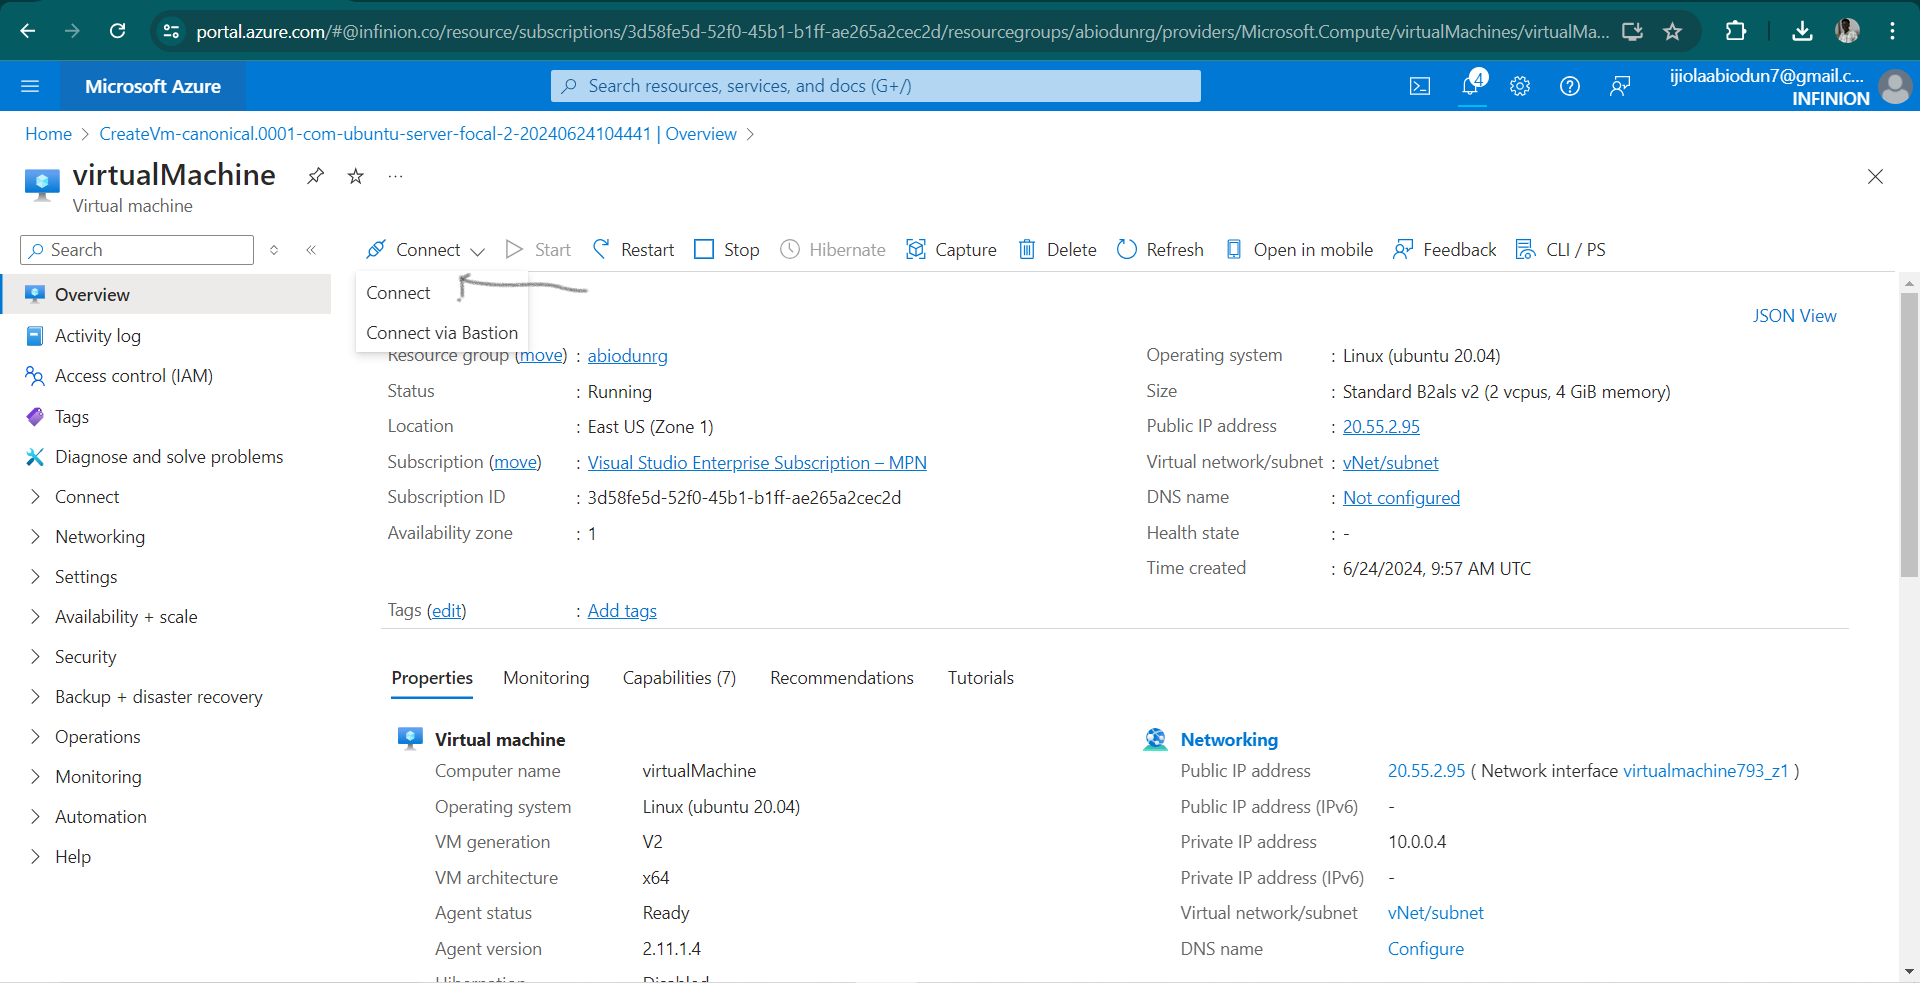 portal.azure.com/#@infinion.co/resource/subscriptions/3d58fe5d-52f0-45b1-b1ff-ae265a2cec2d/resourcegroups/abiodunrg/providers/Microsoft.Compute/virtualMachines/virtualMa...
Microsoft Azure
Search resources, services, and docs (G+/)
4
ijiolaabiodun7@gmail.c...
INFINION
Home > CreateVm-canonical.0001-com-ubuntu-server-focal-2-20240624104441 | Overview >
virtualMachine ...
Virtual machine
Search
Connect Start Restart Stop Hibernate Capture Delete Refresh Open in mobile Feedback CLI / PS
Connect
Connect via Bastion
Overview
Activity log
Access control (IAM)
Tags
Diagnose and solve problems
Connect
Networking
Settings
Availability + scale
Security
Backup + disaster recovery
Operations
Monitoring
Automation
Help
JSON View
Resource group (move) : abiodunrg
Status : Running
Location : East US (Zone 1)
Subscription (move) : Visual Studio Enterprise Subscription – MPN
Subscription ID : 3d58fe5d-52f0-45b1-b1ff-ae265a2cec2d
Availability zone : 1
Operating system : Linux (ubuntu 20.04)
Size : Standard B2als v2 (2 vcpus, 4 GiB memory)
Public IP address : 20.55.2.95
Virtual network/subnet : vNet/subnet
DNS name : Not configured
Health state : -
Time created : 6/24/2024, 9:57 AM UTC
Tags (edit) : Add tags
Properties Monitoring Capabilities (7) Recommendations Tutorials
Virtual machine
Computer name virtualMachine
Operating system Linux (ubuntu 20.04)
VM generation V2
VM architecture x64
Agent status Ready
Agent version 2.11.1.4
Hibernation Disabled
Networking
Public IP address 20.55.2.95 ( Network interface virtualmachine793_z1 )
Public IP address (IPv6) -
Private IP address 10.0.0.4
Private IP address (IPv6) -
Virtual network/subnet vNet/subnet
DNS name Configure